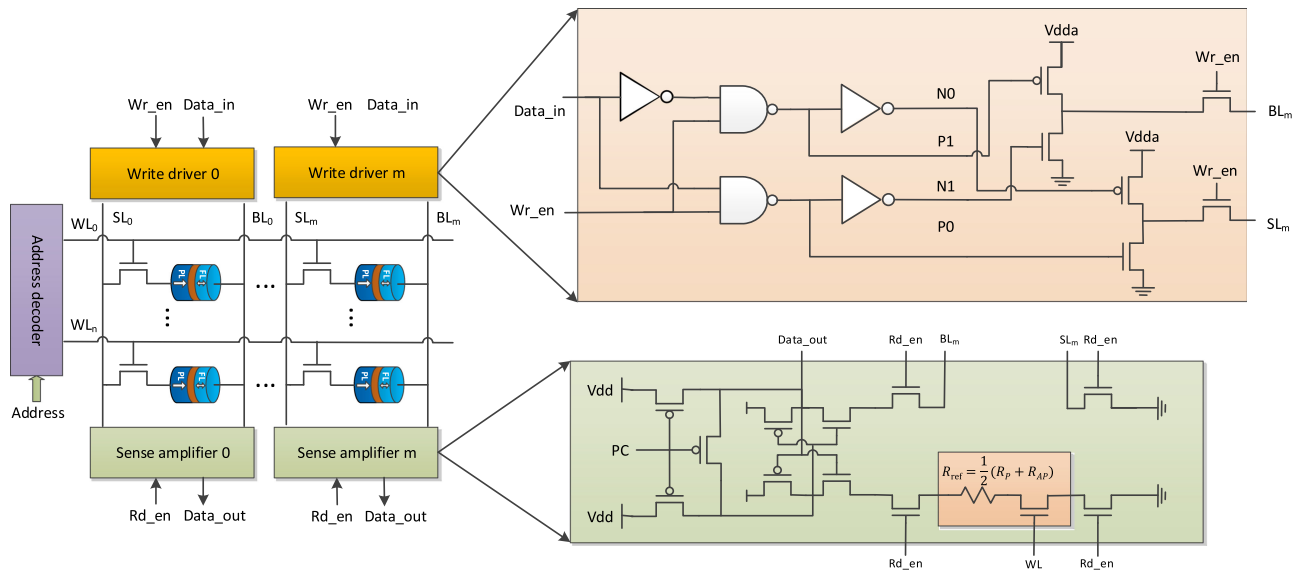 Wr_en Data_in
Wr_en Data_in
Write driver 0
Write driver m
SL0
BL0
SLm
BLm
WL0
PL FL
PL FL
...
Address decoder
WLn
PL FL
PL FL
...
Address
Sense amplifier 0
Sense amplifier m
Rd_en Data_out
Rd_en Data_out
Vdda
Wr_en
Data_in
N0
BLm
P1
Vdda
Wr_en
Wr_en
N1
SLm
P0
Data_out
Rd_en
BLm
SLm
Rd_en
Vdd
PC
Rref = 1/2 (RP + RAP)
Vdd
Rd_en
WL
Rd_en